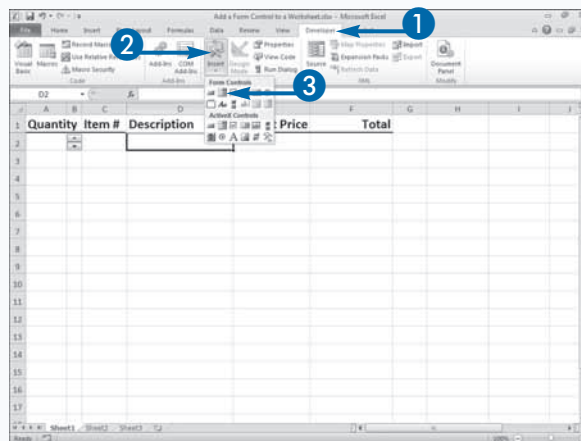 Add a Form Control to a Worksheet.xlsx - Microsoft Excel
File Home Insert Formulas Data Review View Developer
1
2
Visual Basic Macros Record Macro Use Relative Macro Security
Add-Ins COM Add-Ins
Insert Design Mode Properties View Code Run Dialog
Source Map Properties Expansion Packs Refresh Data Import Export
Document Panel
Code Add-Ins XML Modify
Form Controls
3
ActiveX Controls
D2 fx
A B C D F G H
1 Quantity Item # Description Price Total
2
3
4
5
6
7
8
9
10
11
12
13
14
15
16
17
Sheet1 Sheet2 Sheet3
Ready 100%